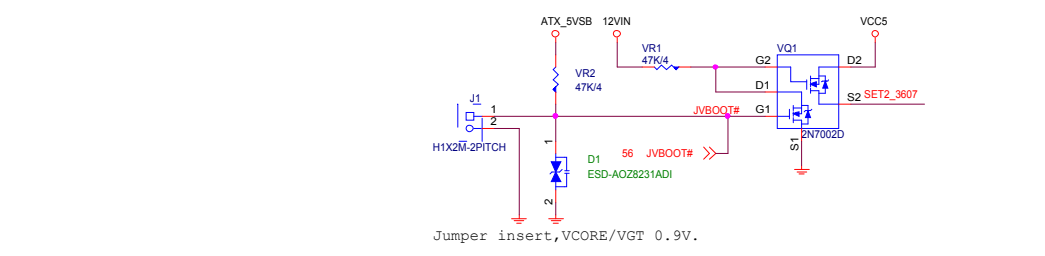 ATX_5VSB 12VIN VCC5
VR1
47K/4
VQ1
G2 D2
VR2
47K/4
D1
S2 SET2_3607
J1
1
2
JVBOOT# G1
2N7002D
H1X2M-2PITCH
1
S1
56 JVBOOT#
D1
ESD-AOZ8231ADI
2
Jumper insert,VCORE/VGT 0.9V.